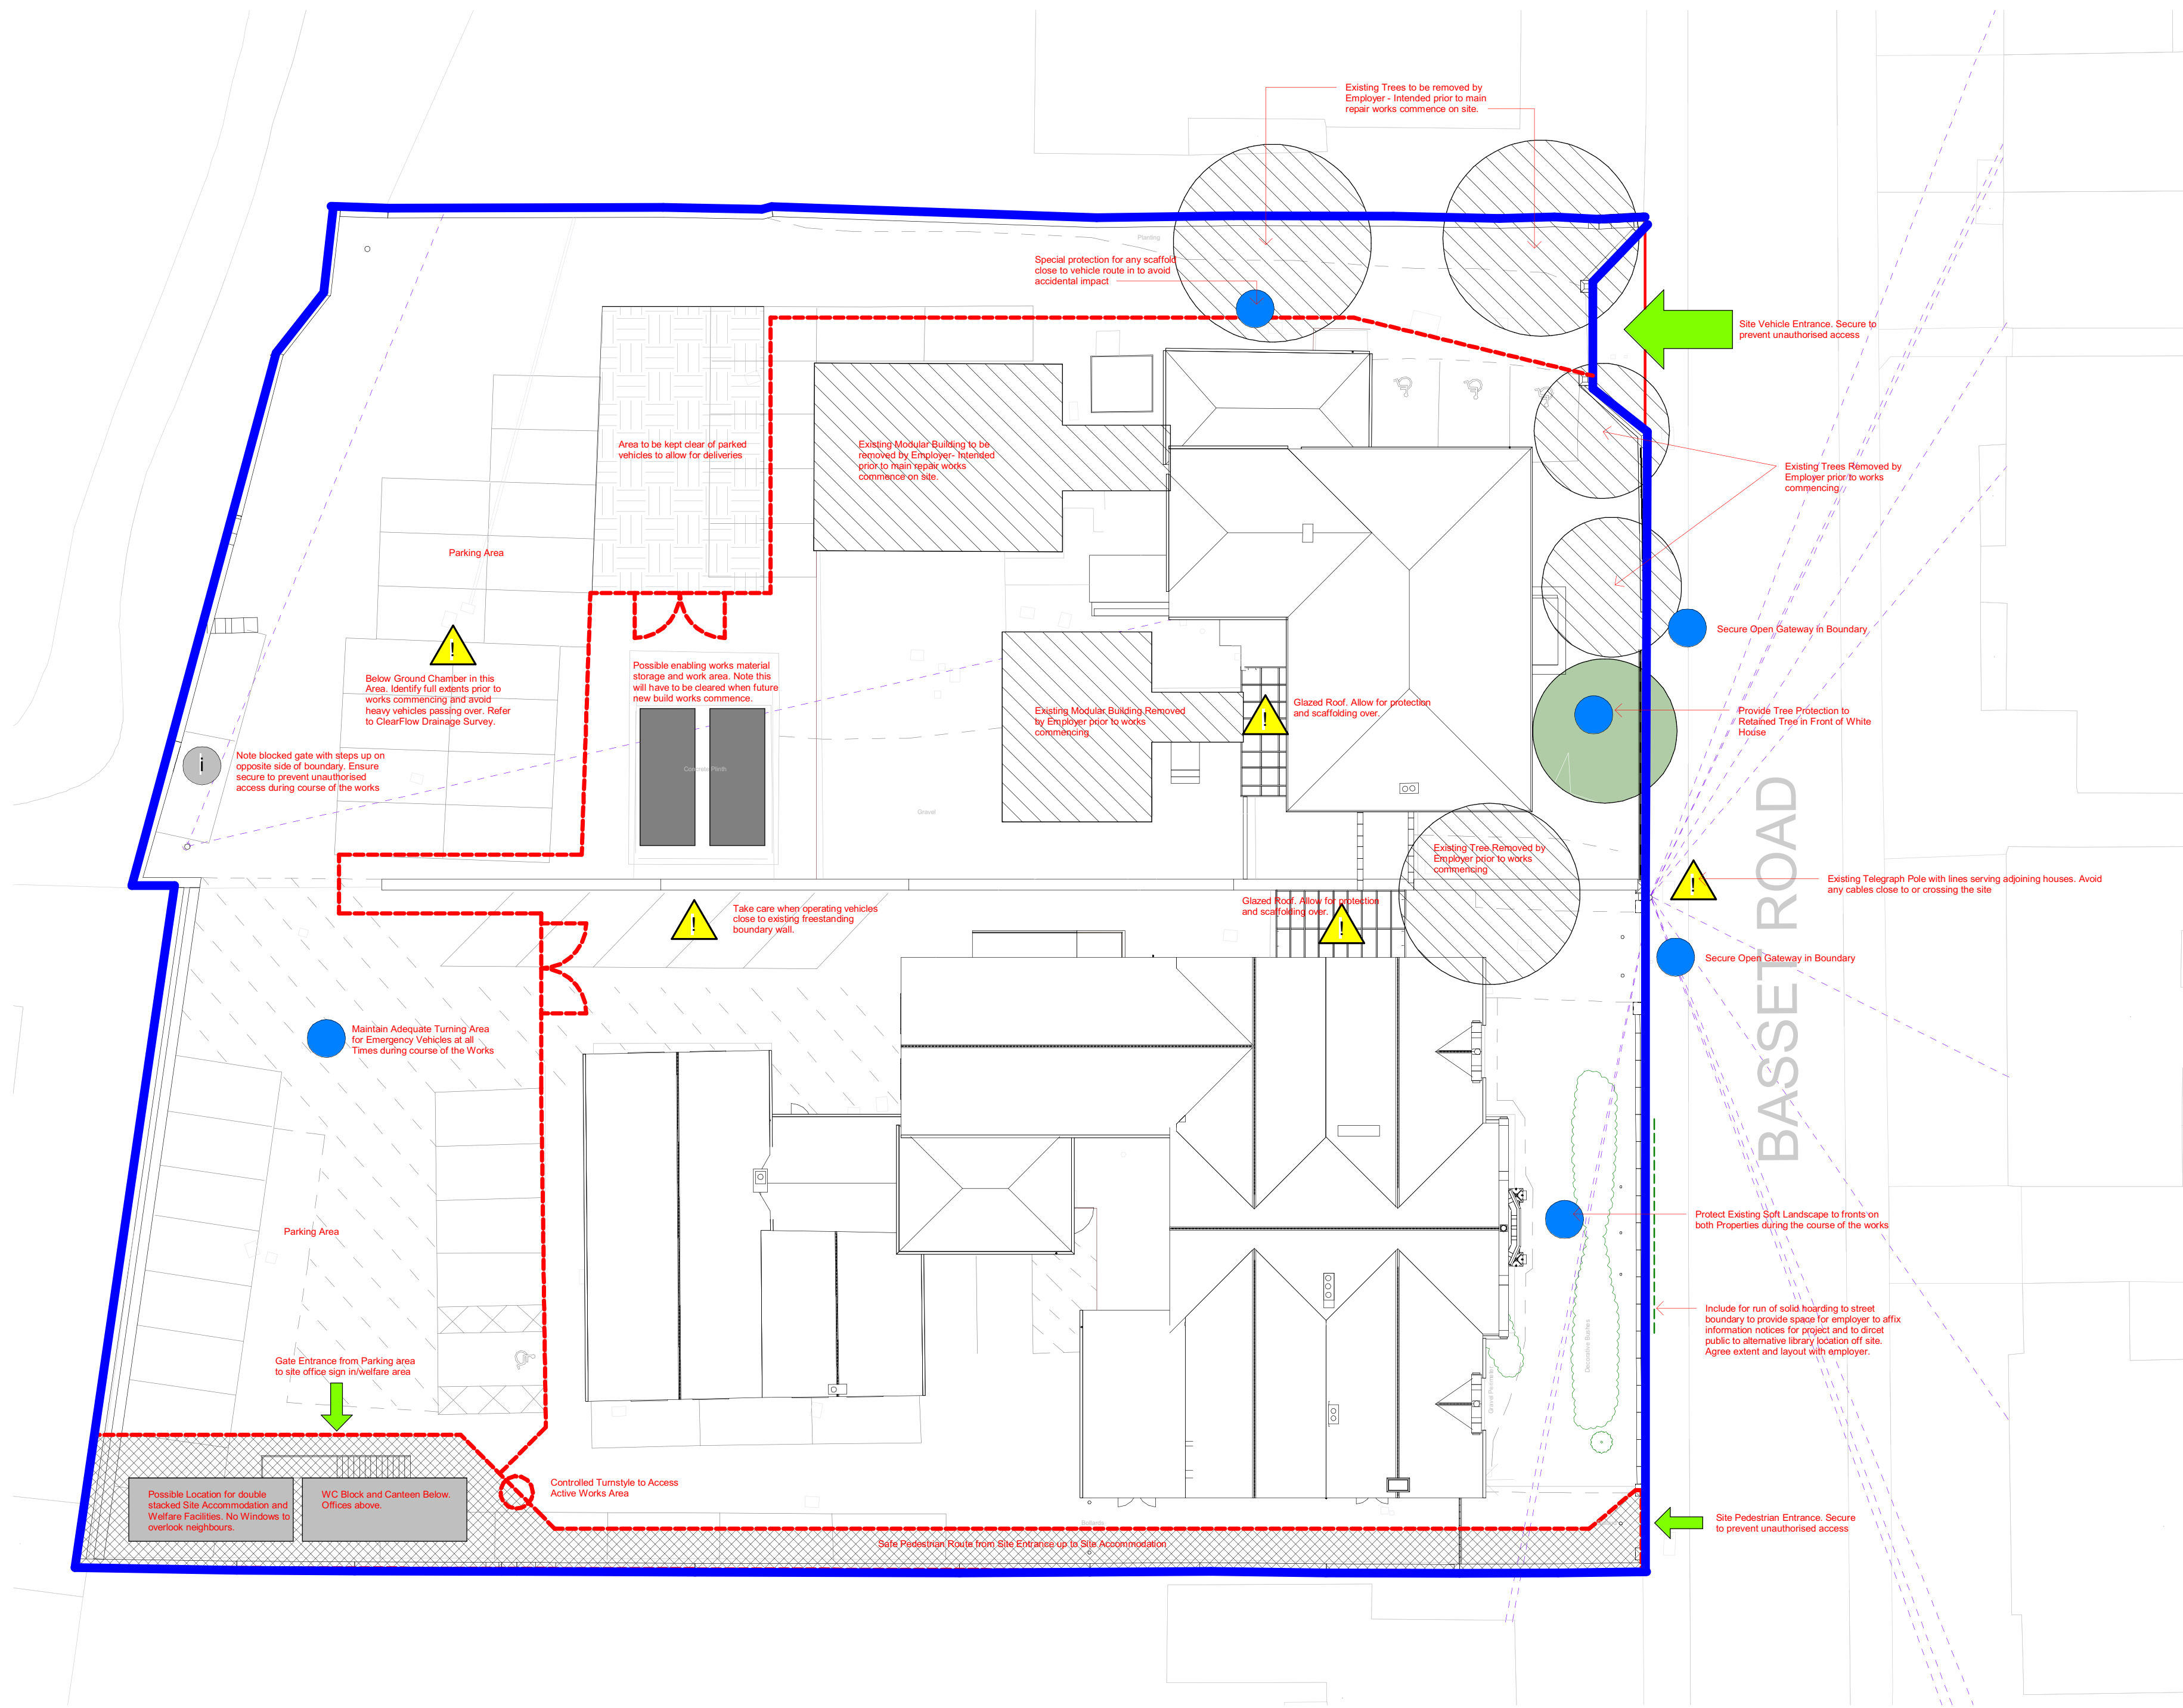 Existing Trees to be removed by
Employer - Intended prior to main
repair works commence on site.
Planting
Special protection for any scaffold
close to vehicle route in to avoid
accidental impact
Site Vehicle Entrance. Secure to
prevent unauthorised access
Area to be kept clear of parked
vehicles to allow for deliveries
Existing Modular Building to be
removed by Employer- Intended
prior to main repair works
commence on site.
Existing Trees Removed by
Employer prior to works
commencing
Parking Area
Secure Open Gateway in Boundary
Below Ground Chamber in this
Area. Identify full extents prior to
works commencing and avoid
heavy vehicles passing over. Refer
to ClearFlow Drainage Survey.
Possible enabling works material
storage and work area. Note this
will have to be cleared when future
new build works commence.
Concrete Plinth
Existing Modular Building Removed
by Employer prior to works
commencing
Glazed Roof. Allow for protection
and scaffolding over.
Provide Tree Protection to
Retained Tree in Front of White
House
Note blocked gate with steps up on
opposite side of boundary. Ensure
secure to prevent unauthorised
access during course of the works
Gravel
Existing Tree Removed by
Employer prior to works
commencing
BASSET ROAD
Existing Telegraph Pole with lines serving adjoining houses. Avoid
any cables close to or crossing the site
Take care when operating vehicles
close to existing freestanding
boundary wall.
Glazed Roof. Allow for protection
and scaffolding over.
Secure Open Gateway in Boundary
Maintain Adequate Turning Area
for Emergency Vehicles at all
Times during course of the Works
Parking Area
Protect Existing Soft Landscape to fronts on
both Properties during the course of the works
Include for run of solid hoarding to street
boundary to provide space for employer to affix
information notices for project and to dircet
public to alternative library location off site.
Agree extent and layout with employer.
Decorative Bushes
Gravel Perimeter
Gate Entrance from Parking area
to site office sign in/welfare area
Controlled Turnstyle to Access
Active Works Area
Possible Location for double
stacked Site Accommodation and
Welfare Facilities. No Windows to
overlook neighbours.
WC Block and Canteen Below.
Offices above.
Bollards
Site Pedestrian Entrance. Secure
to prevent unauthorised access
Safe Pedestrian Route from Site Entrance up to Site Accommodation